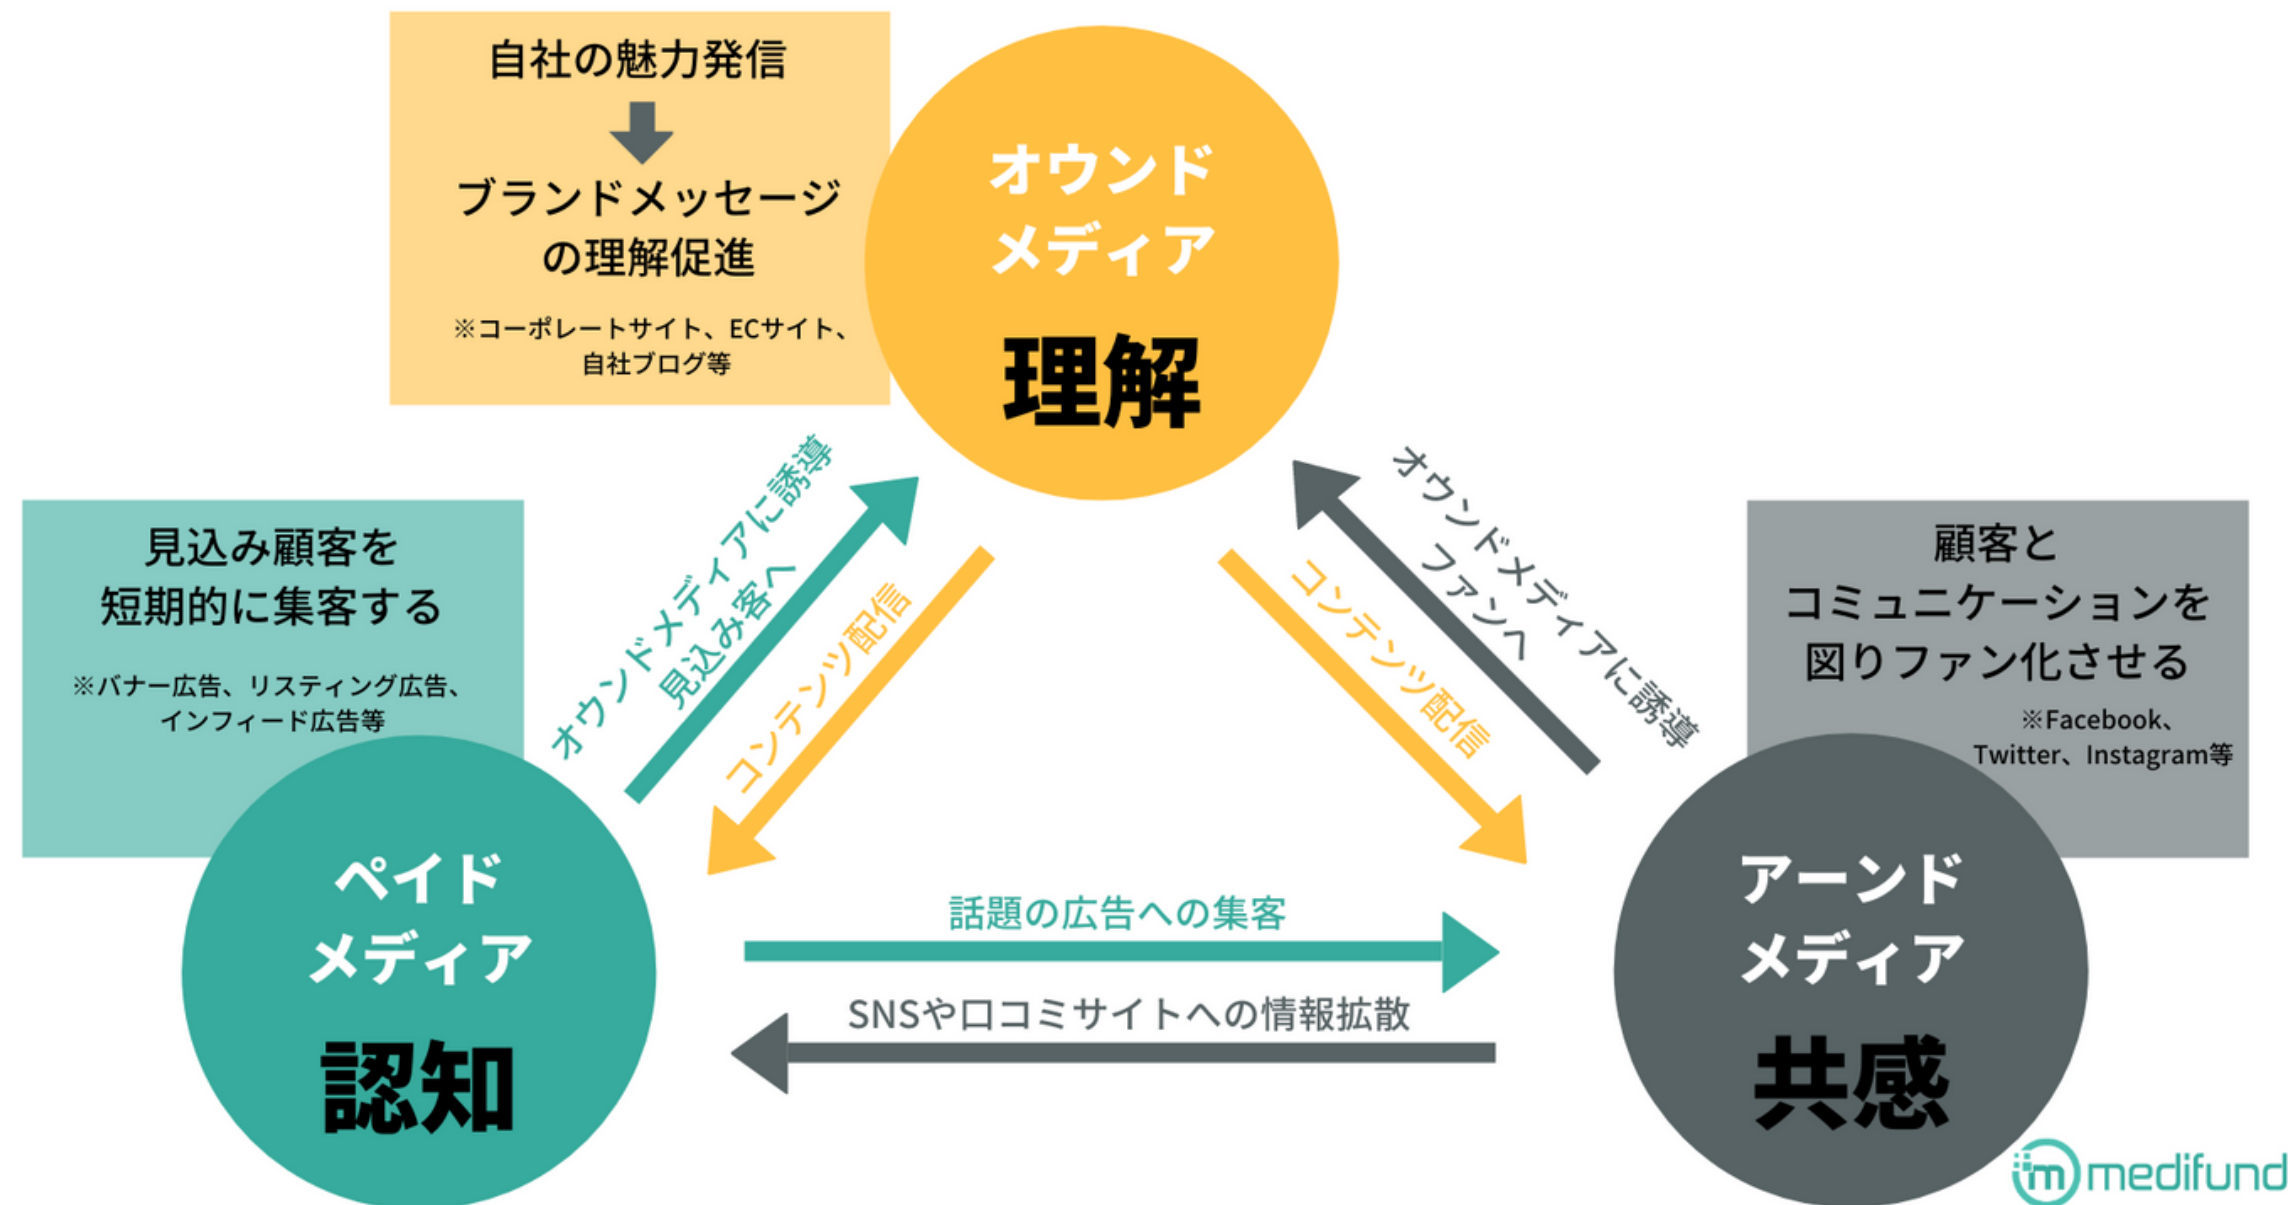 自社の魅力発信
ブランドメッセージ
の理解促進
※コーポレートサイト、ECサイト、
自社ブログ等
オウンド
メディア
理解
見込み顧客を
短期的に集客する
※バナー広告、リスティング広告、
インフィード広告等
オウンドメディアに誘導
見込み客へ
コンテンツ配信
コンテンツ配信
オウンドメディアに誘導
ファンへ
顧客と
コミュニケーションを
図りファン化させる
※Facebook、
Twitter、Instagram等
ペイド
メディア
認知
話題の広告への集客
SNSや口コミサイトへの情報拡散
アーンド
メディア
共感
m medifund